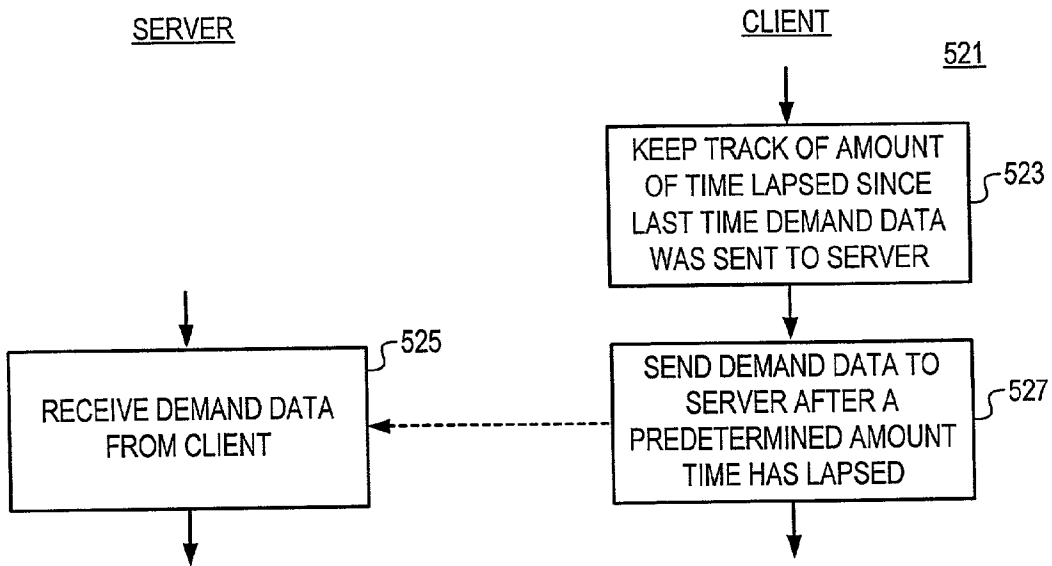 SERVER
CLIENT
521
KEEP TRACK OF AMOUNT
OF TIME LAPSED SINCE
LAST TIME DEMAND DATA
WAS SENT TO SERVER
523
RECEIVE DEMAND DATA
FROM CLIENT
525
SEND DEMAND DATA TO
SERVER AFTER A
PREDETERMINED AMOUNT
TIME HAS LAPSED
527